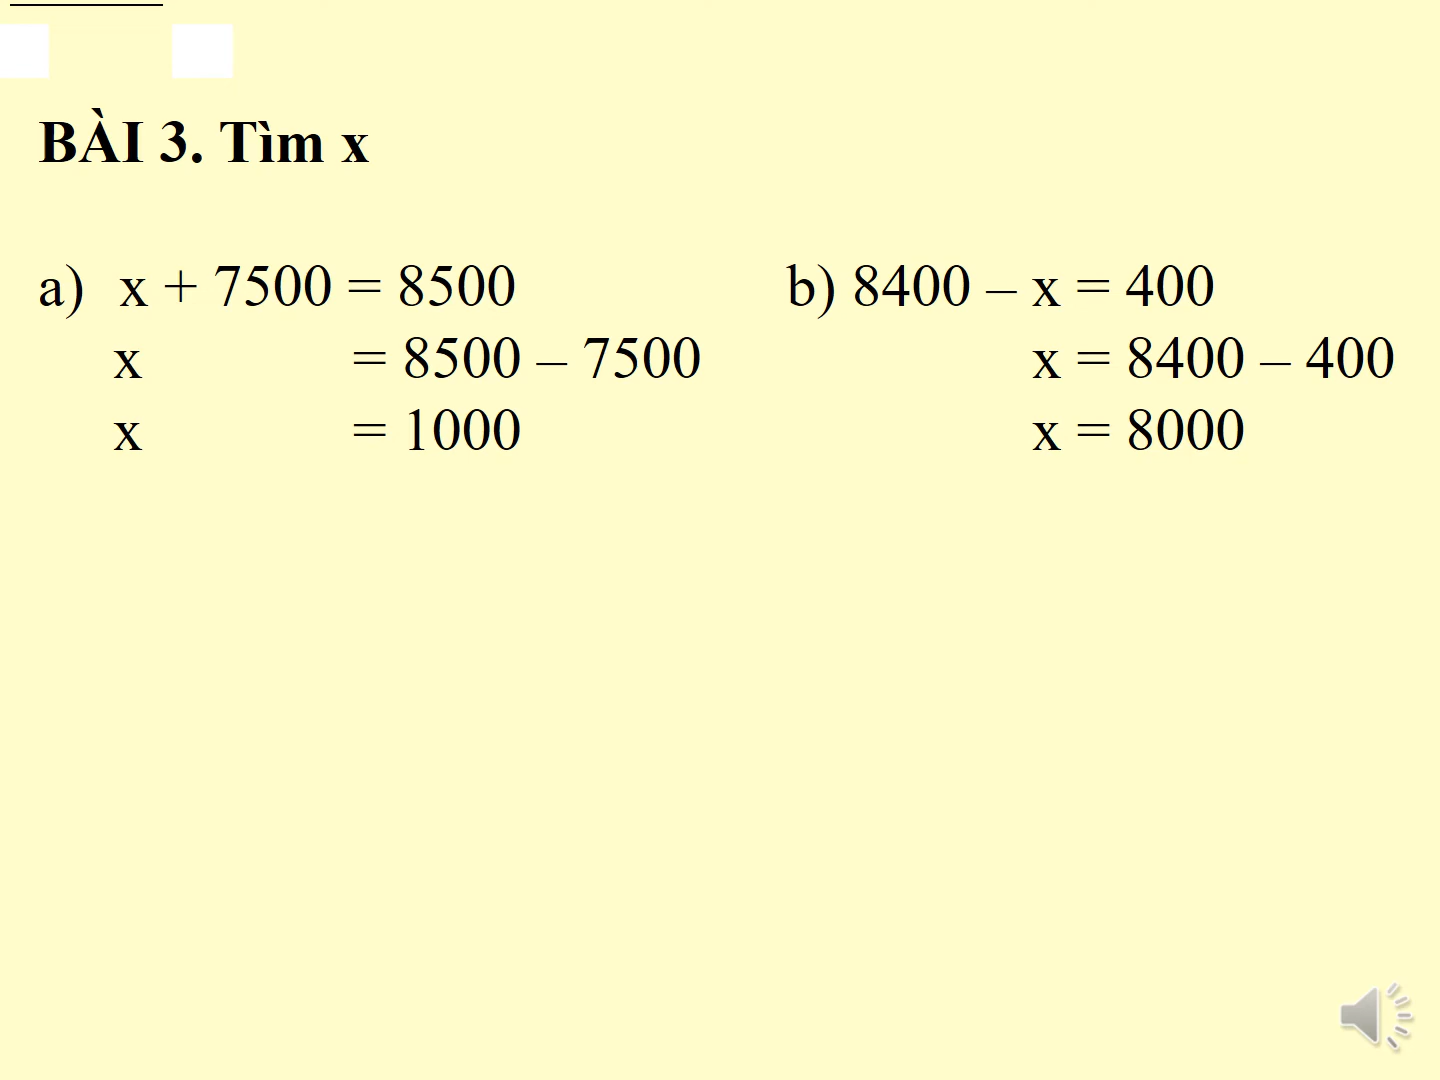 BÀI 3. Tìm x
a) x + 7500 = 8500
x = 8500 – 7500
x = 1000
b) 8400 – x = 400
x = 8400 – 400
x = 8000